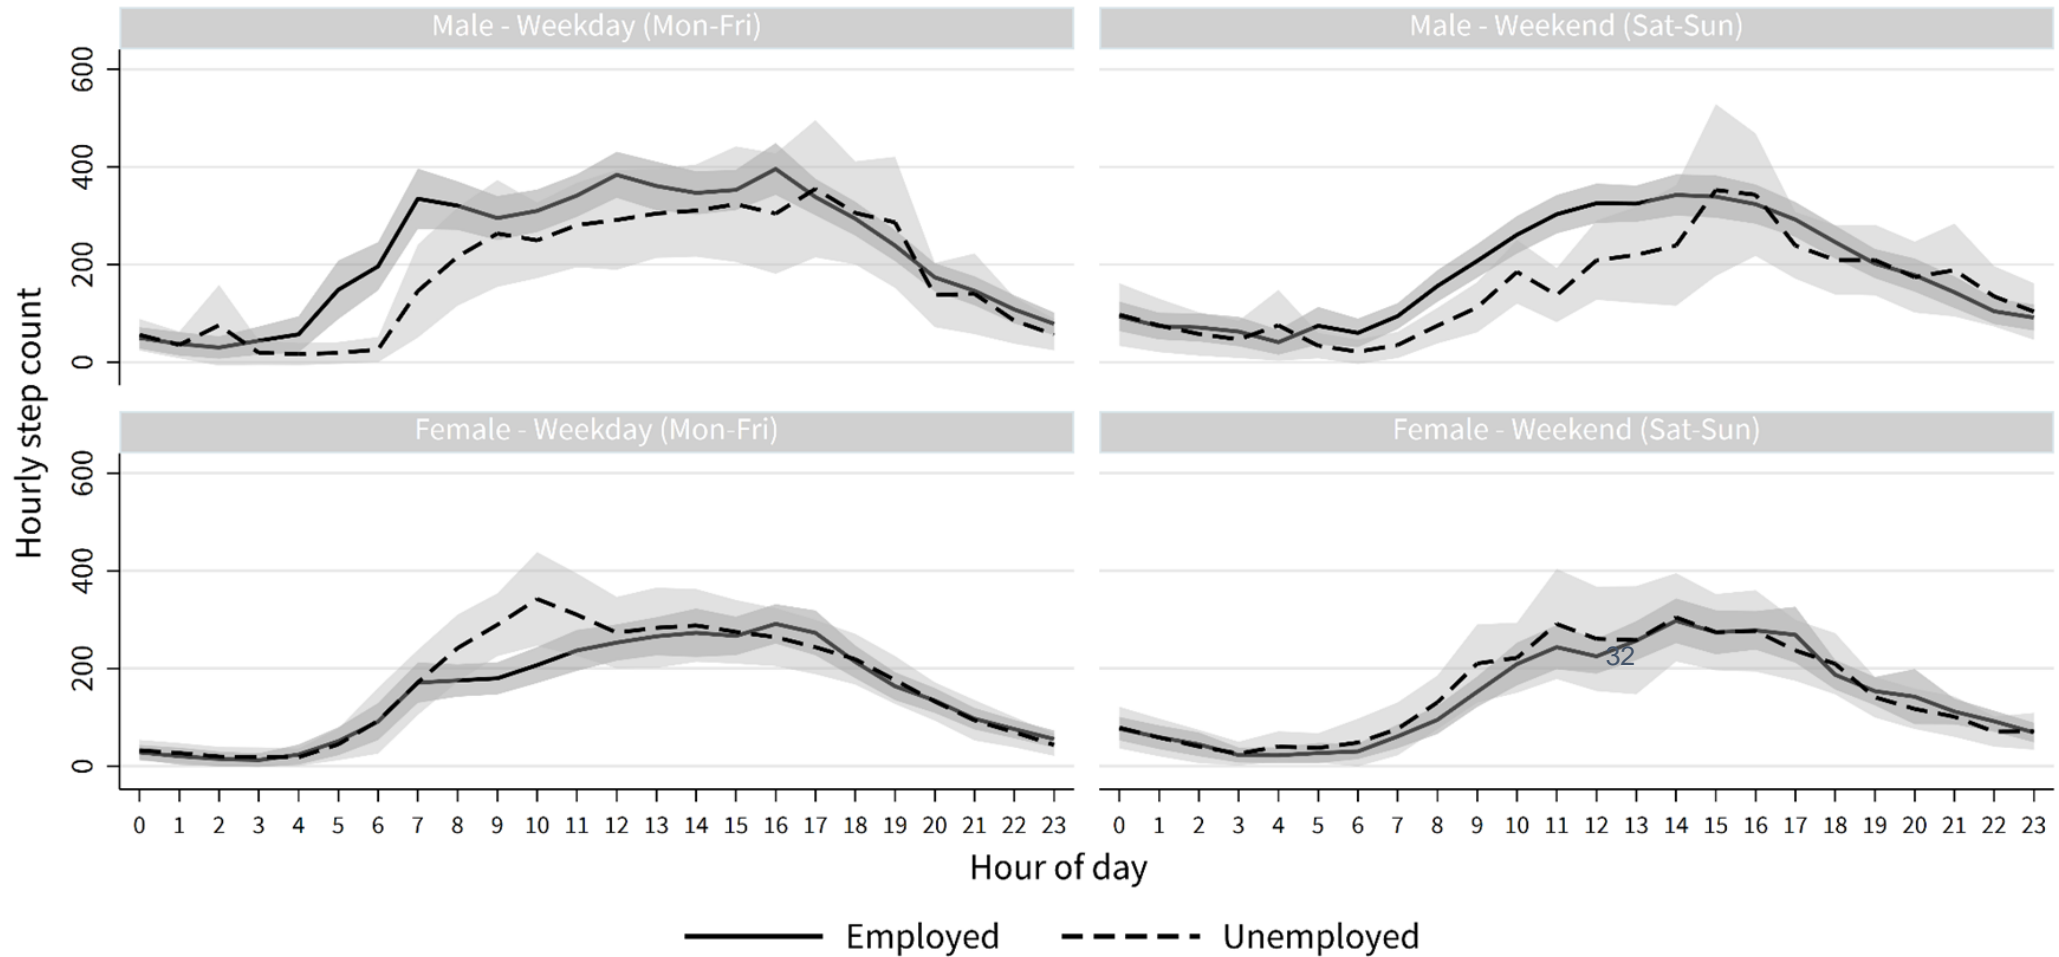 Male - Weekday (Mon-Fri)
Male - Weekend (Sat-Sun)
600
400
200
0
Female - Weekday (Mon-Fri)
Female - Weekend (Sat-Sun)
600
400
200
0
32
Hourly step count
0 1 2 3 4 5 6 7 8 9 10 11 12 13 14 15 16 17 18 19 20 21 22 23
0 1 2 3 4 5 6 7 8 9 10 11 12 13 14 15 16 17 18 19 20 21 22 23
Hour of day
Employed
Unemployed